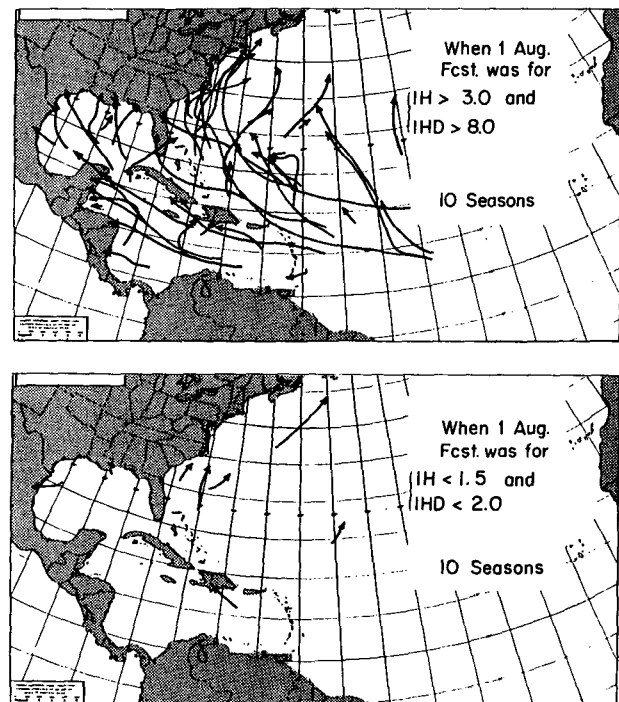 When 1 Aug.
Fcst. was for
IH > 3.0 and
IHD > 8.0
10 Seasons
When 1 Aug.
Fcst. was for
IH < 1.5 and
IHD < 2.0
10 Seasons